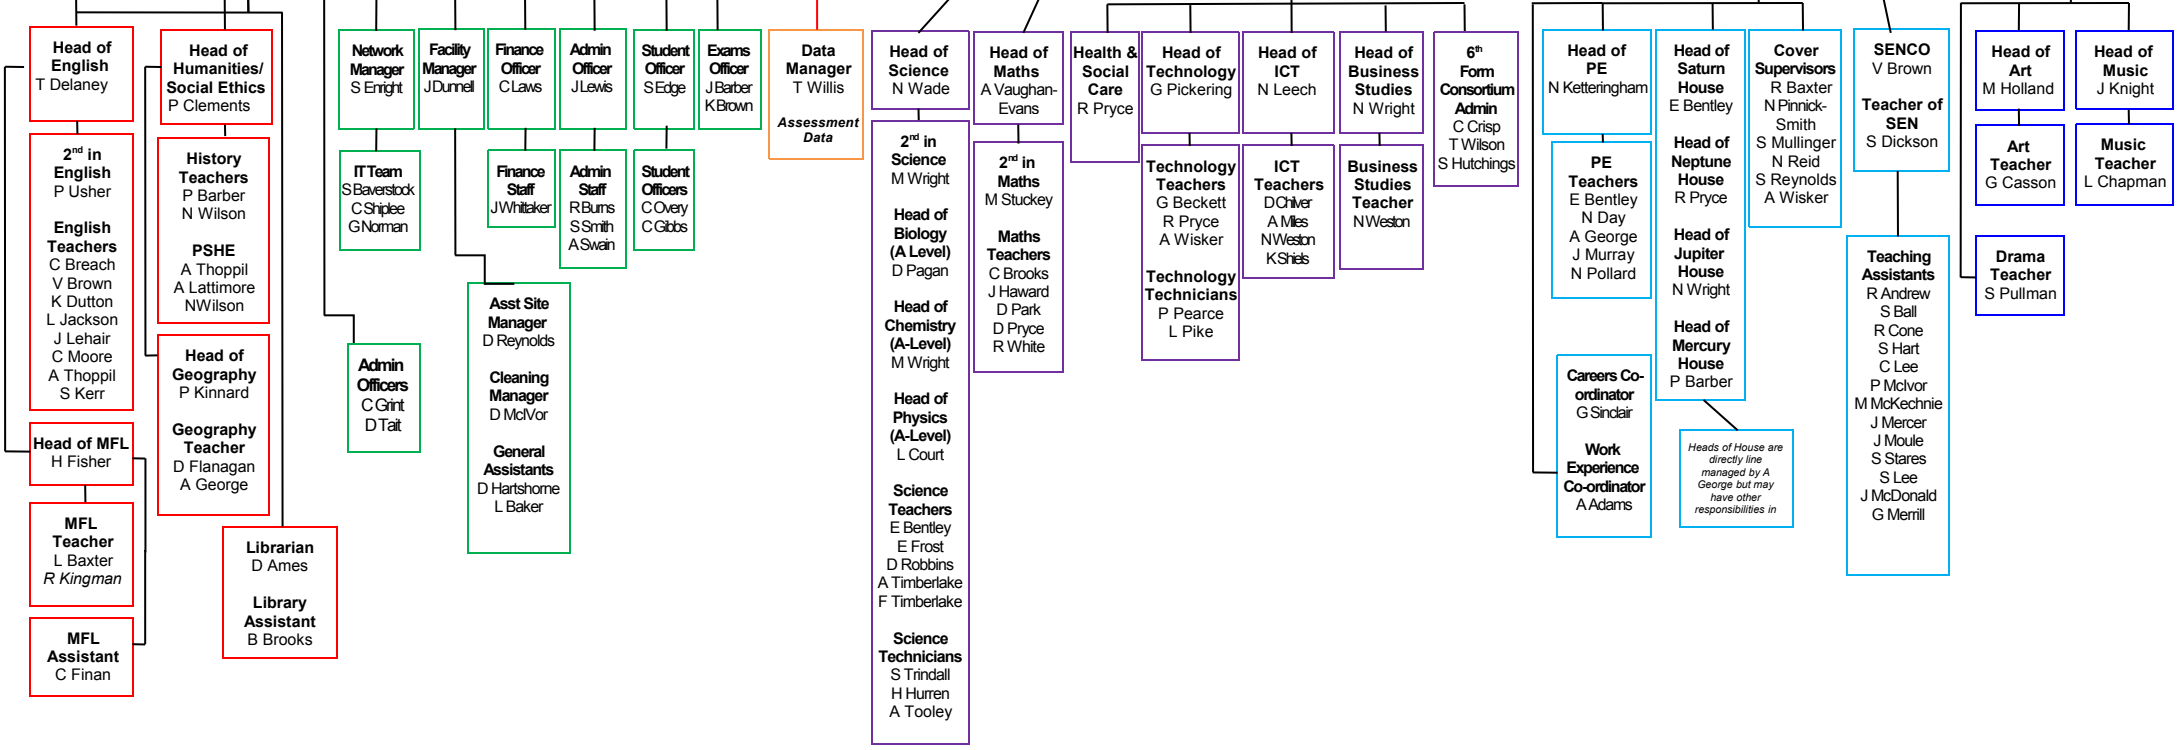 Head of
English
T Delaney
2nd in
English
P Usher
English
Teachers
C Breach
V Brown
K Dutton
L Jackson
J Lehair
C Moore
A Thoppil
S Kerr
Head of MFL
H Fisher
MFL
Teacher
L Baxter
R Kingman
MFL
Assistant
C Finan
Head of
Humanities/
Social Ethics
P Clements
History
Teachers
P Barber
N Wilson
PSHE
A Thoppil
A Lattimore
NWilson
Head of
Geography
P Kinnard
Geography
Teacher
D Flanagan
A George
Librarian
D Ames
Library
Assistant
B Brooks
Network
Manager
S Enright
IT Team
S Baverstock
C Shiplee
G Norman
Admin
Officers
C Grint
D Tait
Facility
Manager
J Dunnell
Asst Site
Manager
D Reynolds
Cleaning
Manager
D McIVor
General
Assistants
D Hartshorne
L Baker
Finance
Officer
C Laws
Finance
Staff
J Whittaker
Admin
Officer
J Lewis
Admin
Staff
R Burns
S Smith
A Swain
Student
Officer
S Edge
Student
Officers
C Overy
C Gibbs
Exams
Officer
J Barber
K Brown
Data
Manager
T Willis
Assessment
Data
Head of
Science
N Wade
2nd in
Science
M Wright
Head of
Biology
(A Level)
D Pagan
Head of
Chemistry
(A-Level)
M Wright
Head of
Physics
(A-Level)
L Court
Science
Teachers
E Bentley
E Frost
D Robbins
A Timberlake
F Timberlake
Science
Technicians
S Trindall
H Hurren
A Tooley
Head of
Maths
A Vaughan-
Evans
2nd in
Maths
M Stuckey
Maths
Teachers
C Brooks
J Haward
D Park
D Pryce
R White
Health &
Social
Care
R Pryce
Head of
Technology
G Pickering
Technology
Teachers
G Beckett
R Pryce
A Wisker
Technology
Technicians
P Pearce
L Pike
Head of
ICT
N Leech
ICT
Teachers
D Chilver
A Miles
N Weston
K Shiels
Head of
Business
Studies
N Wright
Business
Studies
Teacher
N Weston
6th
Form
Consortium
Admin
C Crisp
T Wilson
S Hutchings
Head of
PE
N Ketteringham
PE
Teachers
E Bentley
N Day
A George
J Murray
N Pollard
Careers Co-
ordinator
G Sinclair
Work
Experience
Co-ordinator
A Adams
Head of
Saturn
House
E Bentley
Head of
Neptune
House
R Pryce
Head of
Jupiter
House
N Wright
Head of
Mercury
House
P Barber
Heads of House are
directly line
managed by A
George but may
have other
responsibilities in
Cover
Supervisors
R Baxter
N Pinnick-
Smith
S Mullinger
N Reid
S Reynolds
A Wisker
SENCO
V Brown
Teacher of
SEN
S Dickson
Teaching
Assistants
R Andrew
S Ball
R Cone
S Hart
C Lee
P McIvor
M McKechnie
J Mercer
J Moule
S Stares
S Lee
J McDonald
G Merrill
Head of
Art
M Holland
Art
Teacher
G Casson
Drama
Teacher
S Pullman
Head of
Music
J Knight
Music
Teacher
L Chapman